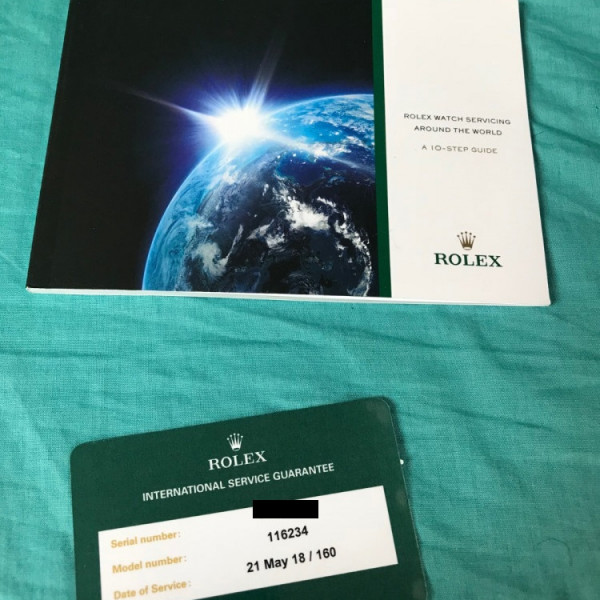 ROLEX WATCH SERVICING
AROUND THE WORLD
A 10-STEP GUIDE
ROLEX
ROLEX
INTERNATIONAL SERVICE GUARANTEE
Serial number:
116234
Model number:
21 May 18 / 160
Date of Service: